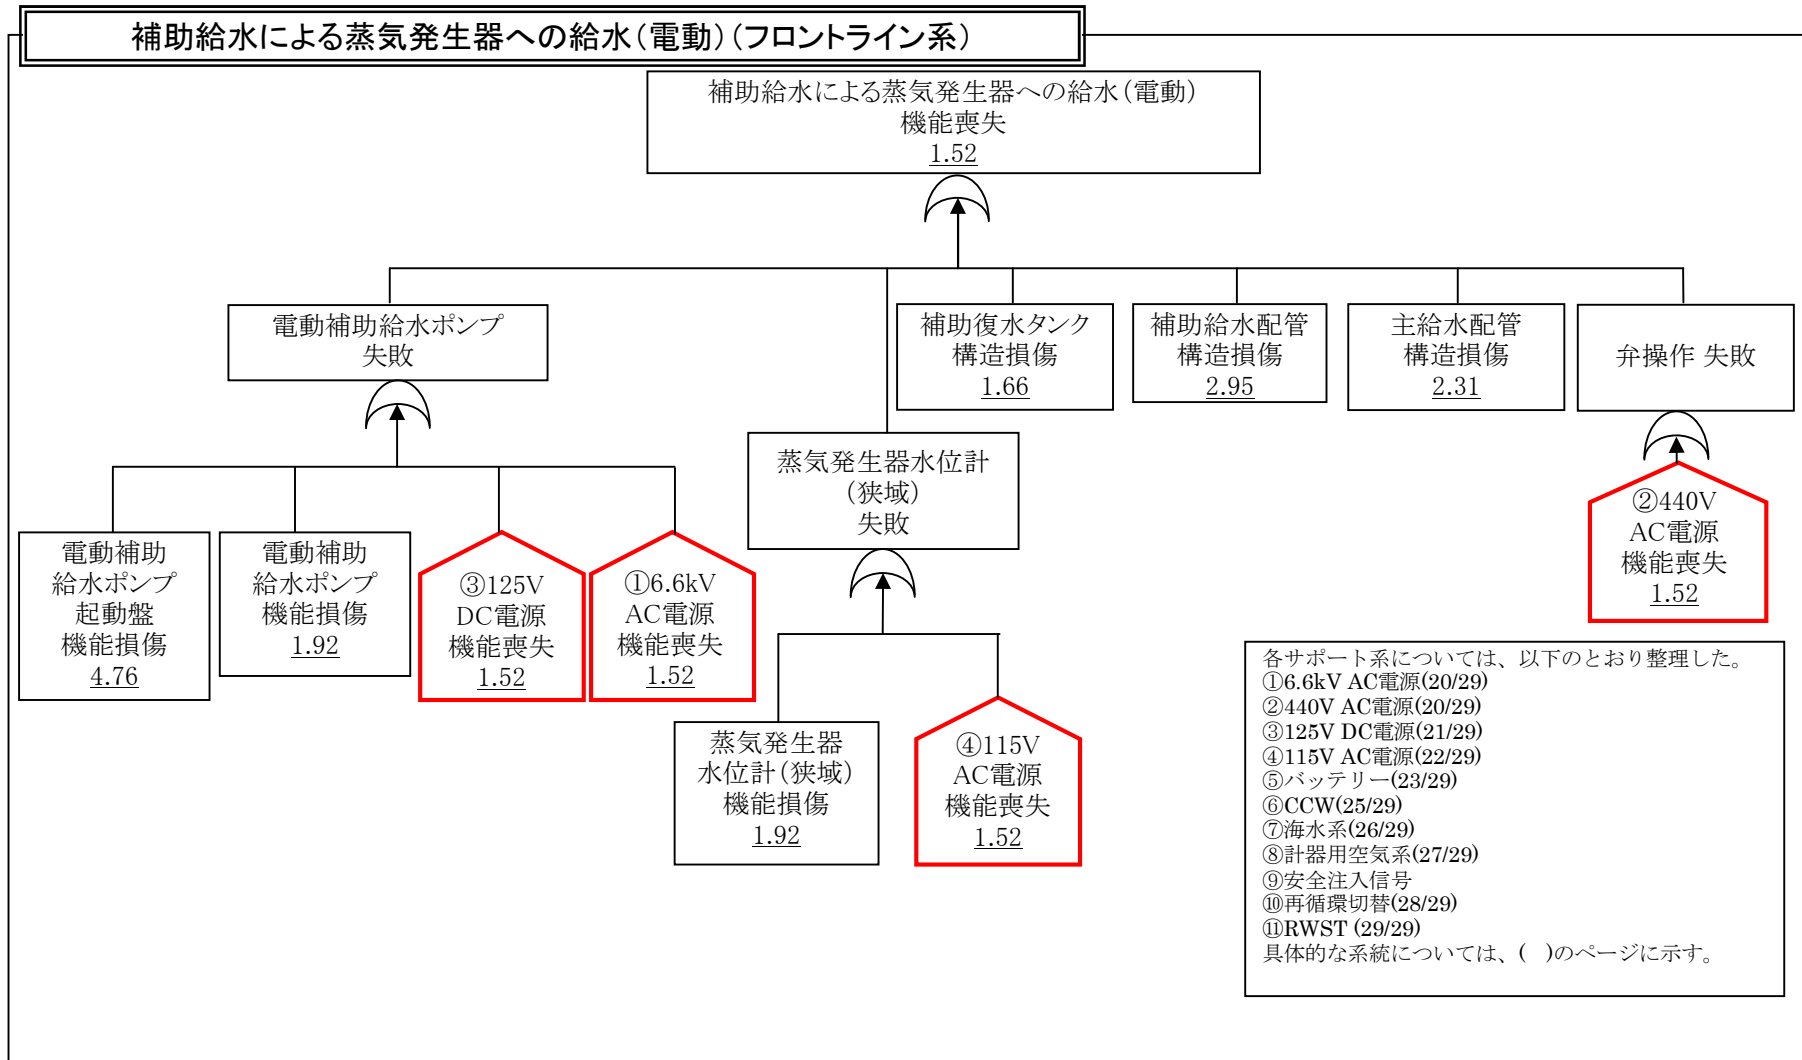 補助給水による蒸気発生器への給水(電動)(フロントライン系)
補助給水による蒸気発生器への給水(電動)
機能喪失
1.52
電動補助給水ポンプ
失敗
補助復水タンク
構造損傷
1.66
補助給水配管
構造損傷
2.95
主給水配管
構造損傷
2.31
弁操作 失敗
蒸気発生器水位計
(狭域)
失敗
②440V
AC電源
機能喪失
1.52
電動補助
給水ポンプ
起動盤
機能損傷
4.76
電動補助
給水ポンプ
機能損傷
1.92
③125V
DC電源
機能喪失
1.52
①6.6kV
AC電源
機能喪失
1.52
蒸気発生器
水位計(狭域)
機能損傷
1.92
④115V
AC電源
機能喪失
1.52
各サポート系については、以下のとおり整理した。
①6.6kV AC電源(20/29)
②440V AC電源(20/29)
③125V DC電源(21/29)
④115V AC電源(22/29)
⑤バッテリー(23/29)
⑥CCW(25/29)
⑦海水系(26/29)
⑧計器用空気系(27/29)
⑨安全注入信号
⑩再循環切替(28/29)
⑪RWST (29/29)
具体的な系統については、( )のページに示す。